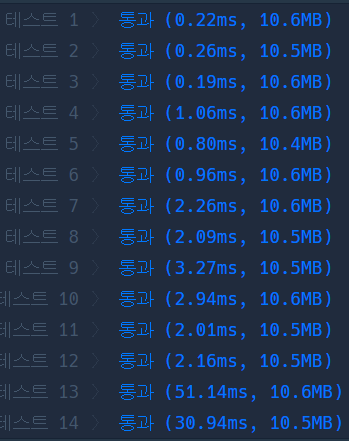 테스트 1 〉 통과 (0.22ms, 10.6MB)
테스트 2 〉 통과 (0.26ms, 10.5MB)
테스트 3 〉 통과 (0.19ms, 10.6MB)
테스트 4 〉 통과 (1.06ms, 10.6MB)
테스트 5 〉 통과 (0.80ms, 10.4MB)
테스트 6 〉 통과 (0.96ms, 10.6MB)
테스트 7 〉 통과 (2.26ms, 10.6MB)
테스트 8 〉 통과 (2.09ms, 10.5MB)
테스트 9 〉 통과 (3.27ms, 10.5MB)
테스트 10 〉 통과 (2.94ms, 10.6MB)
테스트 11 〉 통과 (2.01ms, 10.5MB)
테스트 12 〉 통과 (2.16ms, 10.5MB)
테스트 13 〉 통과 (51.14ms, 10.6MB)
테스트 14 〉 통과 (30.94ms, 10.5MB)